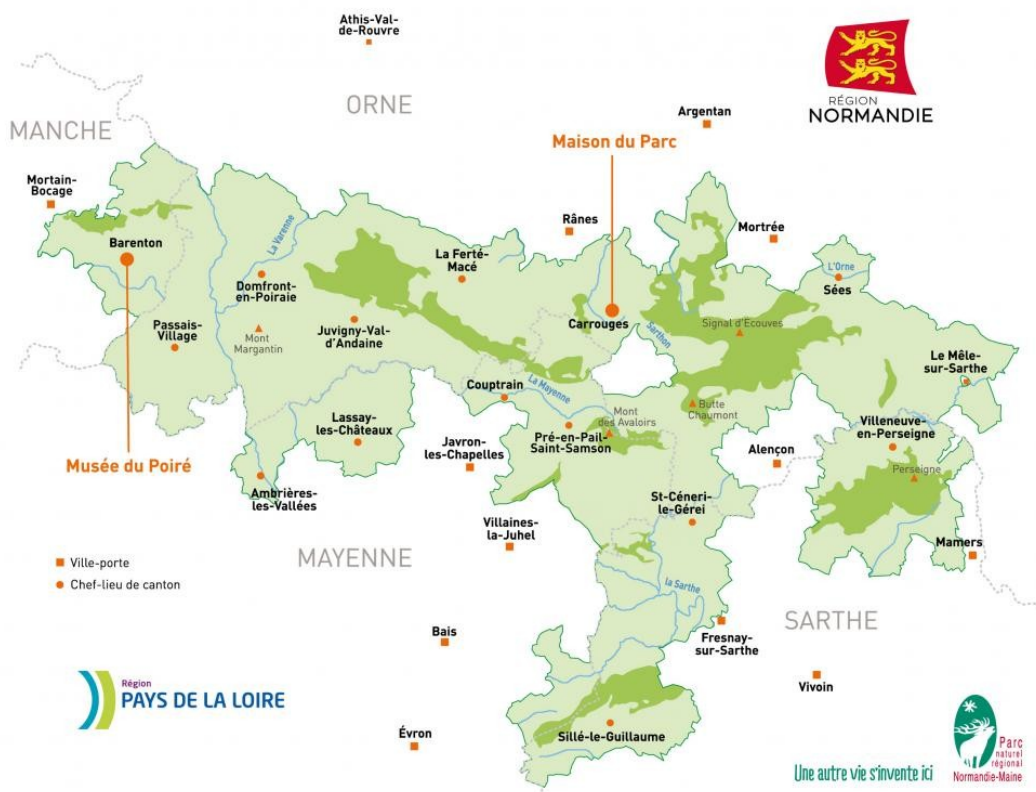 Athis-Val-
de-Rouvre
ORNE
MANCHE
RÉGION
NORMANDIE
Argentan
Maison du Parc
Mortain-
Bocage
Rânes
Mortrée
Barenton
La Varenne
La Ferté-
Macé
L'Orne
Sées
Domfront-
en-Poiraie
Carrouges
Sarthon
Signal d'Ecouves
Passais-
Village
Mont
Margantin
Juvigny-Val-
d'Andaine
Le Mêle-
sur-Sarthe
Couptrain
La Mayenne
Butte
Chaumont
Lassay-
les-Châteaux
Mont
des Avaloirs
Villeneuve-
en-Perseigne
Javron-
les-Chapelles
Pré-en-Pail-
Saint-Samson
Alençon
Musée du Poiré
Perseigne
Ambrières-
les-Vallées
St-Céneri-
le-Gérei
Villaines-
la-Juhel
Mamers
MAYENNE
Ville-porte
Chef-lieu de canton
la Sarthe
SARTHE
Bais
Fresnay-
sur-Sarthe
Région
PAYS DE LA LOIRE
Vivoin
Évron
Sillé-le-Guillaume
Une autre vie s'invente ici
Parc
naturel
régional
Normandie-Maine